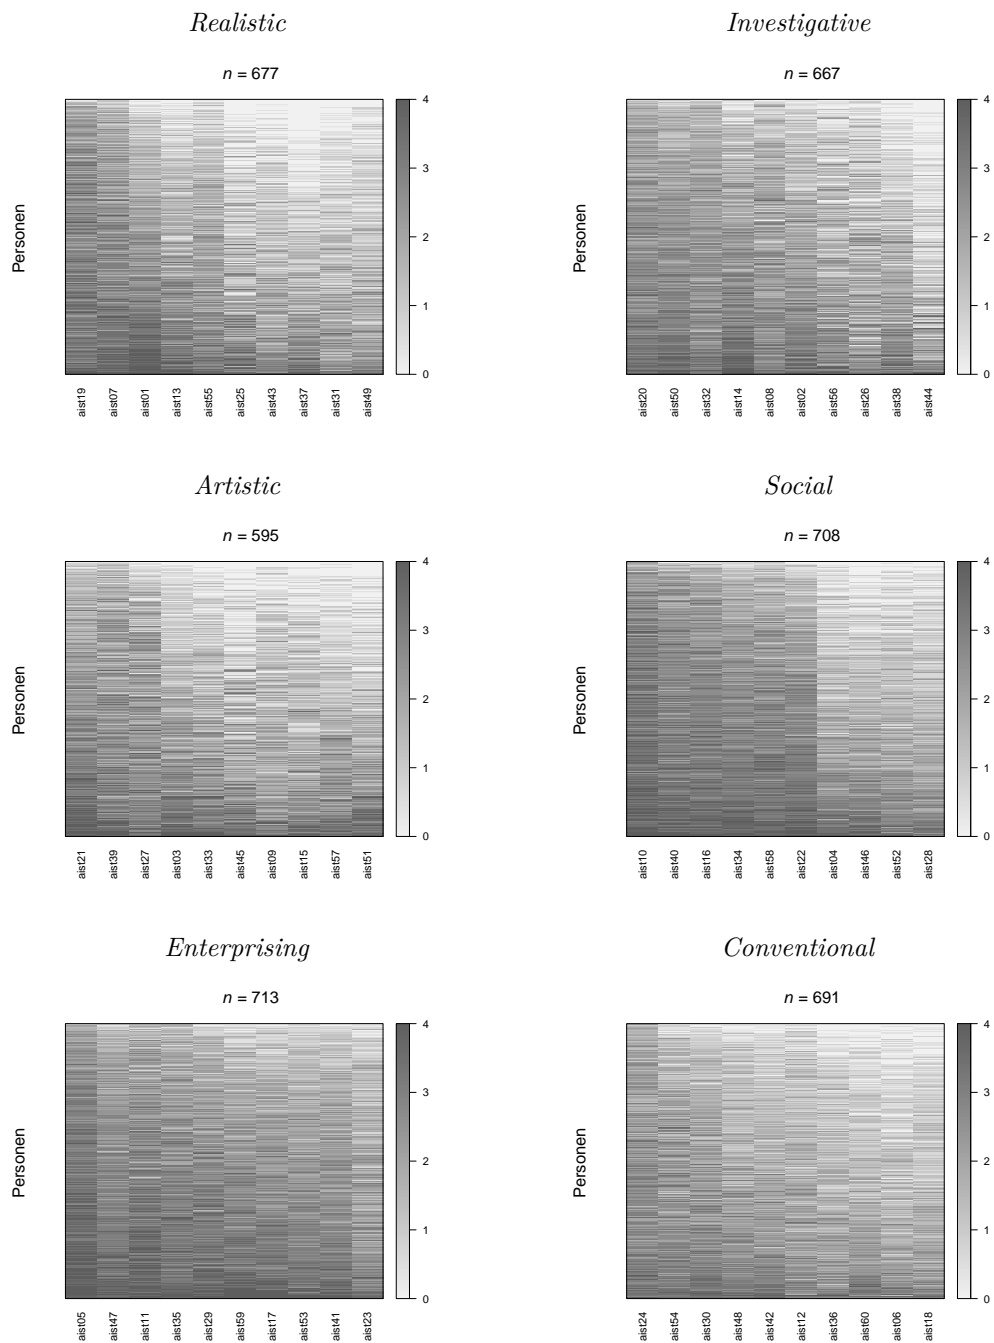 Realistic
n = 677
Personen
4
3
2
1
0
aist19 aist07 aist01 aist13 aist55 aist25 aist43 aist37 aist31 aist49
Investigative
n = 667
Personen
4
3
2
1
0
aist20 aist50 aist32 aist14 aist08 aist02 aist56 aist26 aist38 aist44
Artistic
n = 595
Personen
4
3
2
1
0
aist21 aist39 aist27 aist03 aist33 aist45 aist09 aist15 aist57 aist51
Social
n = 708
Personen
4
3
2
1
0
aist10 aist40 aist16 aist34 aist58 aist22 aist04 aist46 aist52 aist28
Enterprising
n = 713
Personen
4
3
2
1
0
aist05 aist47 aist11 aist35 aist29 aist59 aist17 aist53 aist41 aist23
Conventional
n = 691
Personen
4
3
2
1
0
aist24 aist54 aist30 aist48 aist42 aist12 aist36 aist60 aist06 aist18